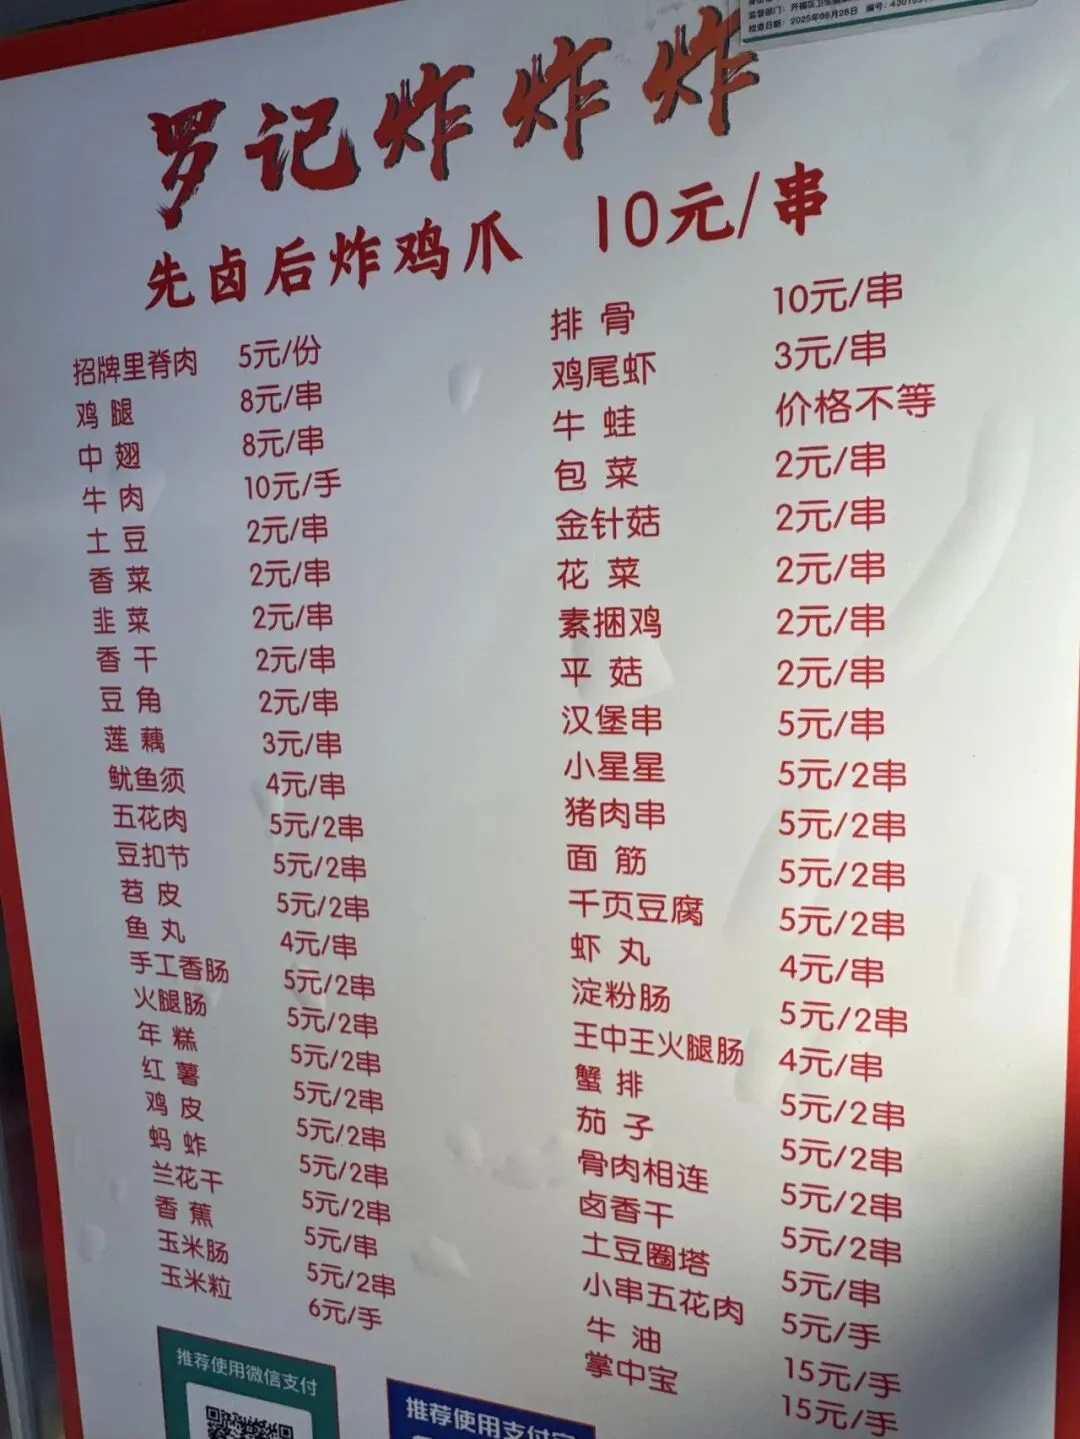 监督部门：开福区卫生
检查日期： 编号：
罗记炸炸炸
先卤后炸鸡爪 10元/串
招牌里脊肉 5元/份
鸡腿 8元/串
中翅 8元/串
牛肉 10元/手
土豆 2元/串
香菜 2元/串
韭菜 2元/串
香干 2元/串
豆角 2元/串
莲藕 3元/串
鱿鱼须 4元/串
五花肉 5元/2串
豆扣节 5元/2串
苕皮 5元/2串
鱼丸 4元/串
手工香肠 5元/2串
火腿肠 5元/2串
年糕 5元/2串
红薯 5元/2串
鸡皮 5元/2串
蚂蚱 5元/2串
兰花干 5元/2串
香蕉 5元/串
玉米肠 5元/2串
玉米粒 6元/手
排骨 10元/串
鸡尾虾 3元/串
牛蛙 价格不等
包菜 2元/串
金针菇 2元/串
花菜 2元/串
素捆鸡 2元/串
平菇 2元/串
汉堡串 5元/串
小星星 5元/2串
猪肉串 5元/2串
面筋 5元/2串
千页豆腐 5元/2串
虾丸 4元/串
淀粉肠 5元/2串
王中王火腿肠 4元/串
蟹排 5元/2串
茄子 5元/2串
骨肉相连 5元/2串
卤香干 5元/2串
土豆圈塔 5元/串
小串五花肉 5元/手
牛油 15元/手
掌中宝 15元/手
推荐使用微信支付
推荐使用支付宝